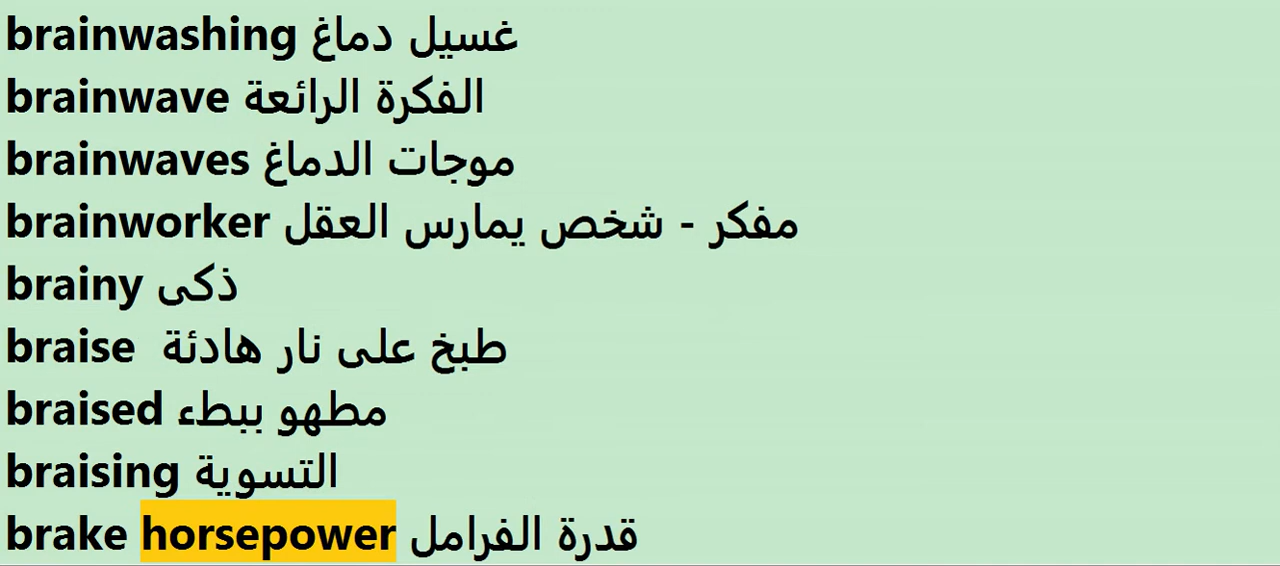 brainwashing غسيل دماغ
brainwave الفكرة الرائعة
brainwaves موجات الدماغ
brainworker مفكر - شخص يمارس العقل
brainy ذكى
braise طبخ على نار هادئة
braised مطهو ببطء
braising التسوية
brake horsepower قدرة الفرامل